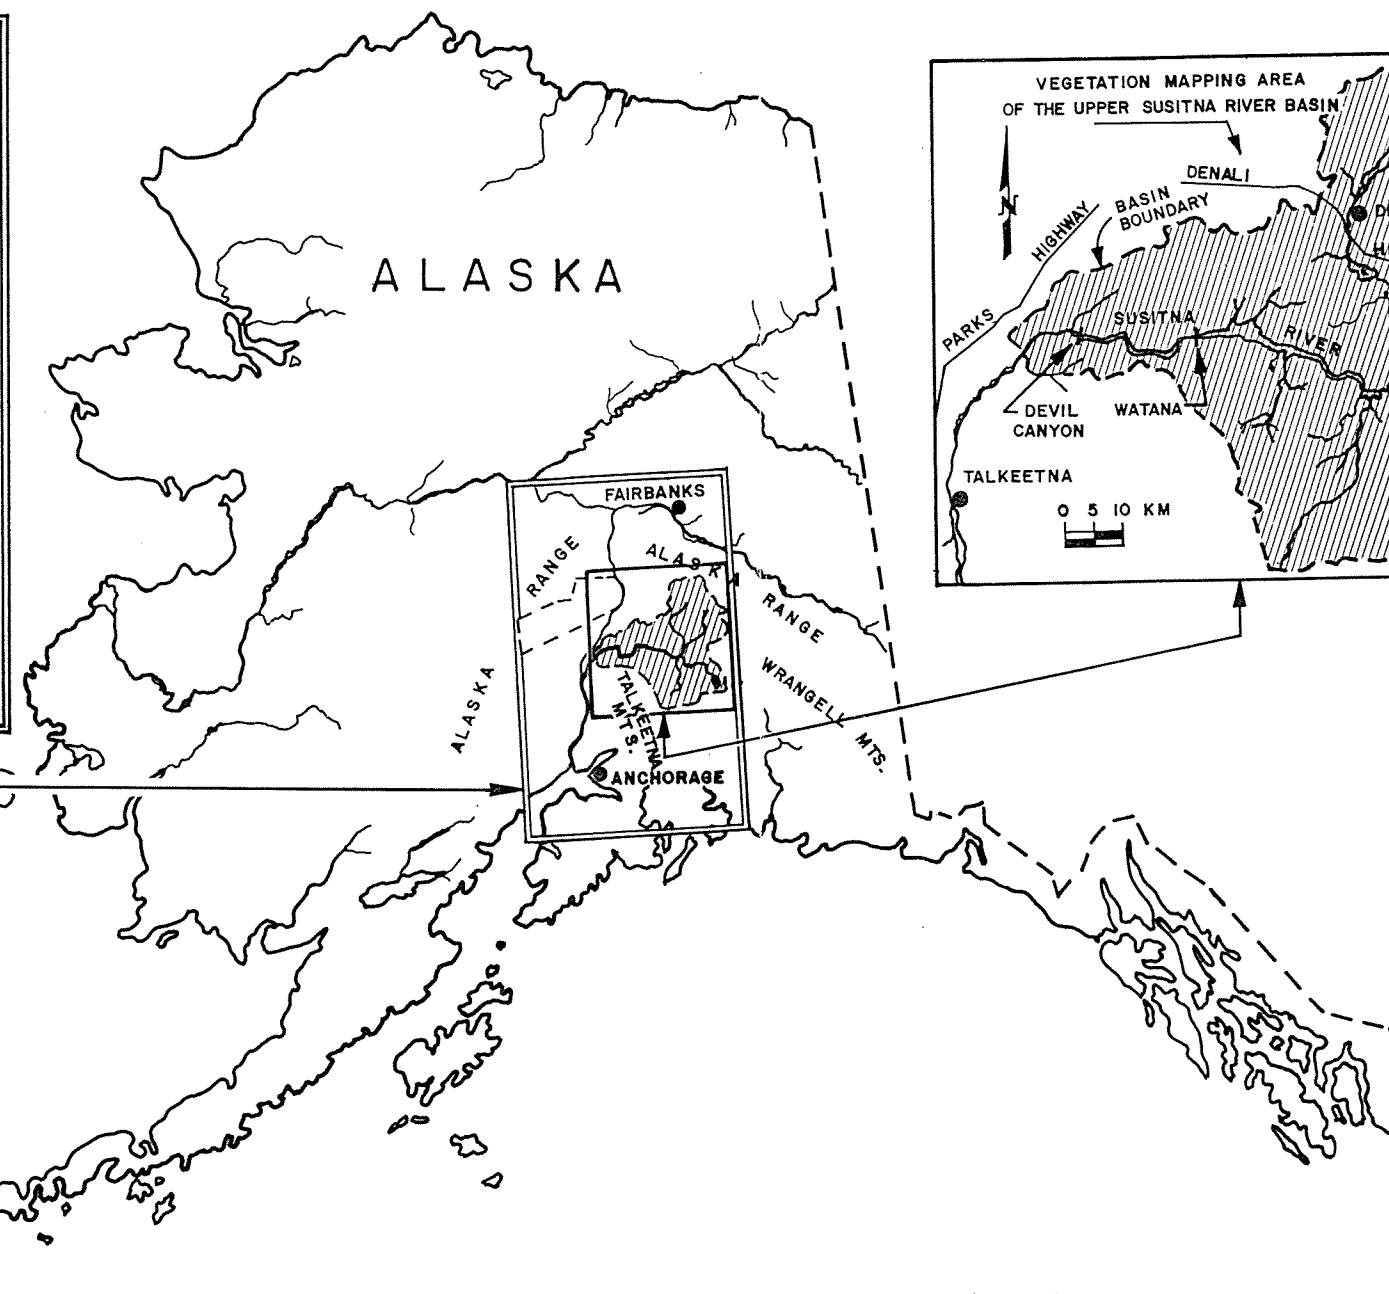 VEGETATION MAPPING AREA
OF THE UPPER SUSITNA RIVER BASIN
DENALI
BASIN
BOUNDARY
HIGHWAY
N
PARKS
SUSITNA
RIVER
DEVIL
CANYON
WATANA
TALKEETNA
0 5 10 KM
ALASKA
FAIRBANKS
RANGE
ALASKA
RANGE
ALASKA
WRANGELL MTS.
TALKEETNA
MTS.
ANCHORAGE